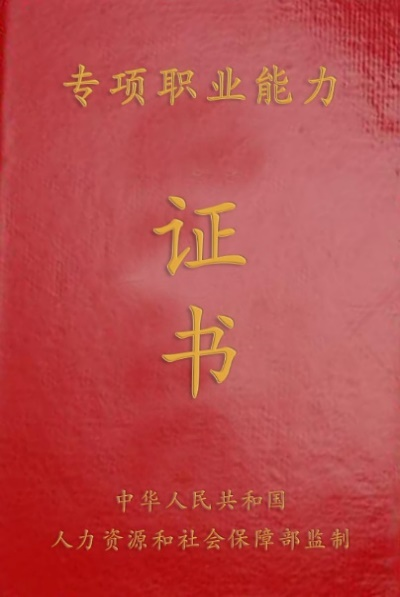 专项职业能力
证
书
中华人民共和国
人力资源和社会保障部监制